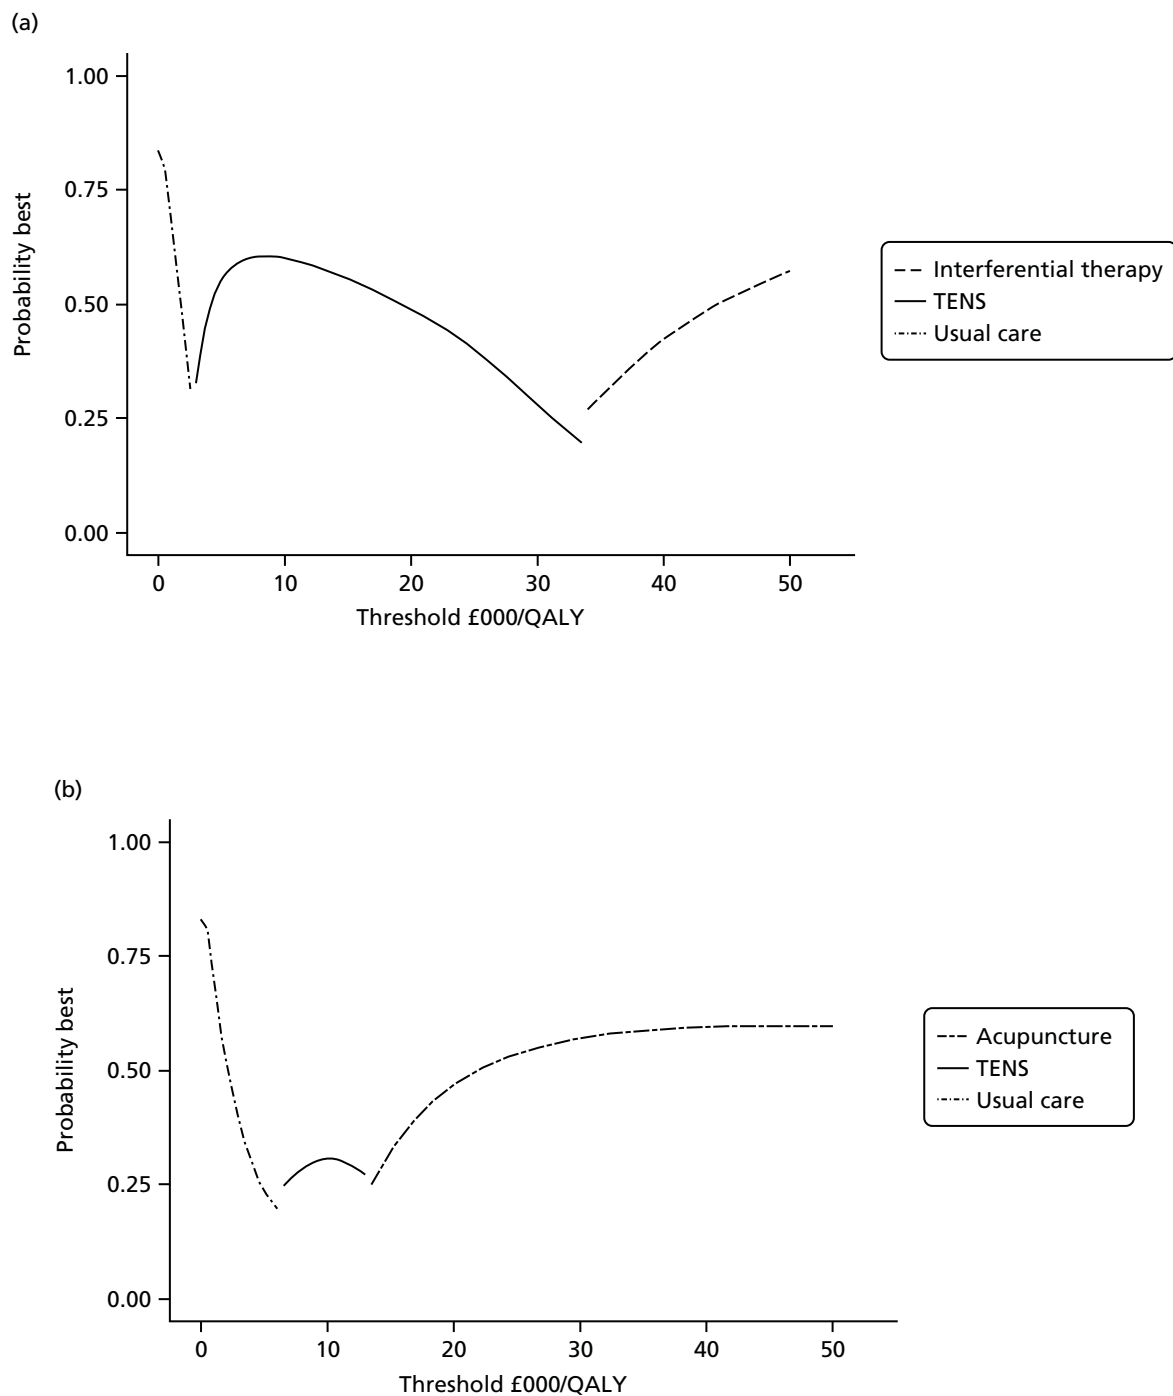 (a)
1.00
0.75
0.50
0.25
0.00
Probability best
0 10 20 30 40 50
Threshold £000/QALY
Interferential therapy
TENS
Usual care
(b)
1.00
0.75
0.50
0.25
0.00
Probability best
0 10 20 30 40 50
Threshold £000/QALY
Acupuncture
TENS
Usual care